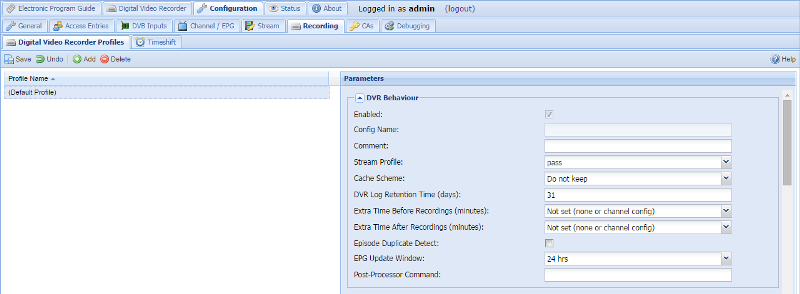 Electronic Program Guide Digital Video Recorder Configuration Status About Logged in as admin (logout)
General Access Entries DVB Inputs Channel / EPG Stream Recording CAs Debugging
Digital Video Recorder Profiles Timeshift
Save Undo Add Delete Help
Profile Name Parameters
(Default Profile)
DVR Behaviour
Enabled:
Config Name:
Comment:
Stream Profile: pass
Cache Scheme: Do not keep
DVR Log Retention Time (days): 31
Extra Time Before Recordings (minutes): Not set (none or channel config)
Extra Time After Recordings (minutes): Not set (none or channel config)
Episode Duplicate Detect:
EPG Update Window: 24 hrs
Post-Processor Command: